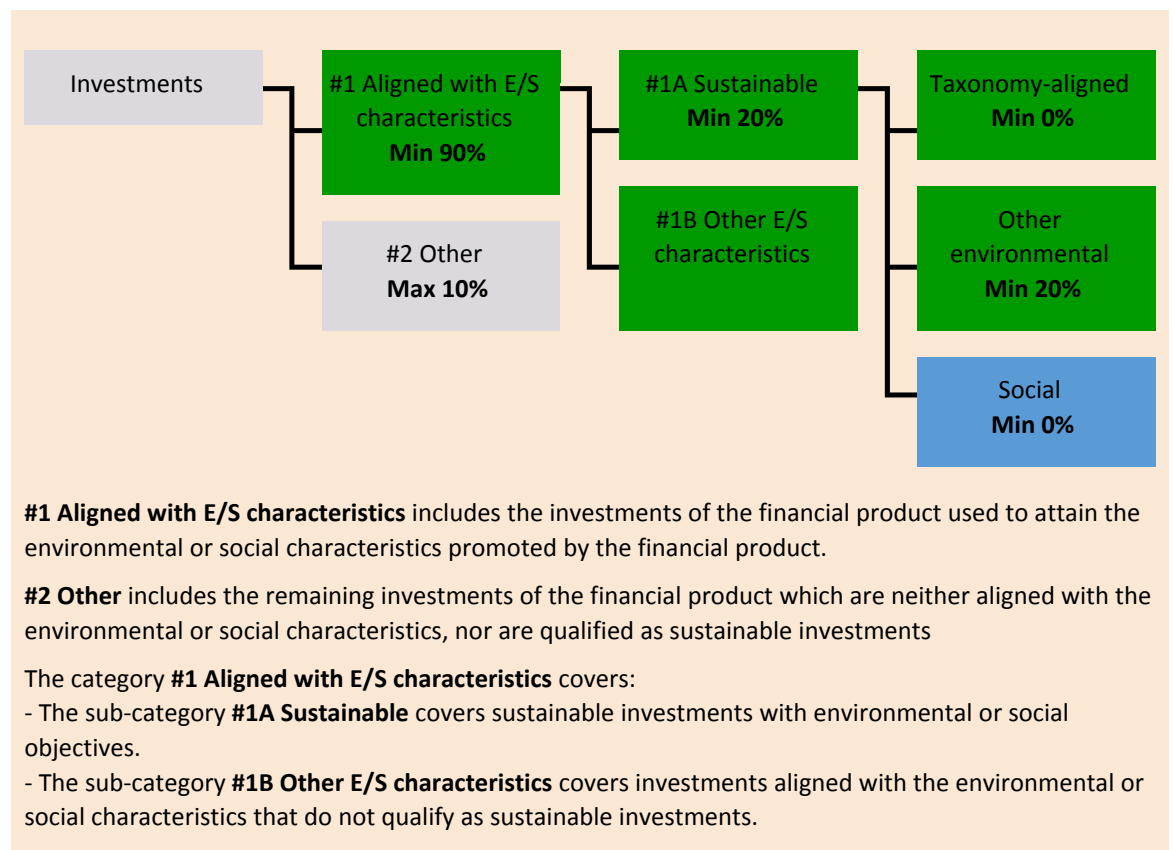 Investments
#1 Aligned with E/S
characteristics
Min 90%
#2 Other
Max 10%
#1A Sustainable
Min 20%
#1B Other E/S
characteristics
Taxonomy-aligned
Min 0%
Other
environmental
Min 20%
Social
Min 0%
#1 Aligned with E/S characteristics includes the investments of the financial product used to attain the
environmental or social characteristics promoted by the financial product.
#2 Other includes the remaining investments of the financial product which are neither aligned with the
environmental or social characteristics, nor are qualified as sustainable investments
The category #1 Aligned with E/S characteristics covers:
- The sub-category #1A Sustainable covers sustainable investments with environmental or social
objectives.
- The sub-category #1B Other E/S characteristics covers investments aligned with the environmental or
social characteristics that do not qualify as sustainable investments.